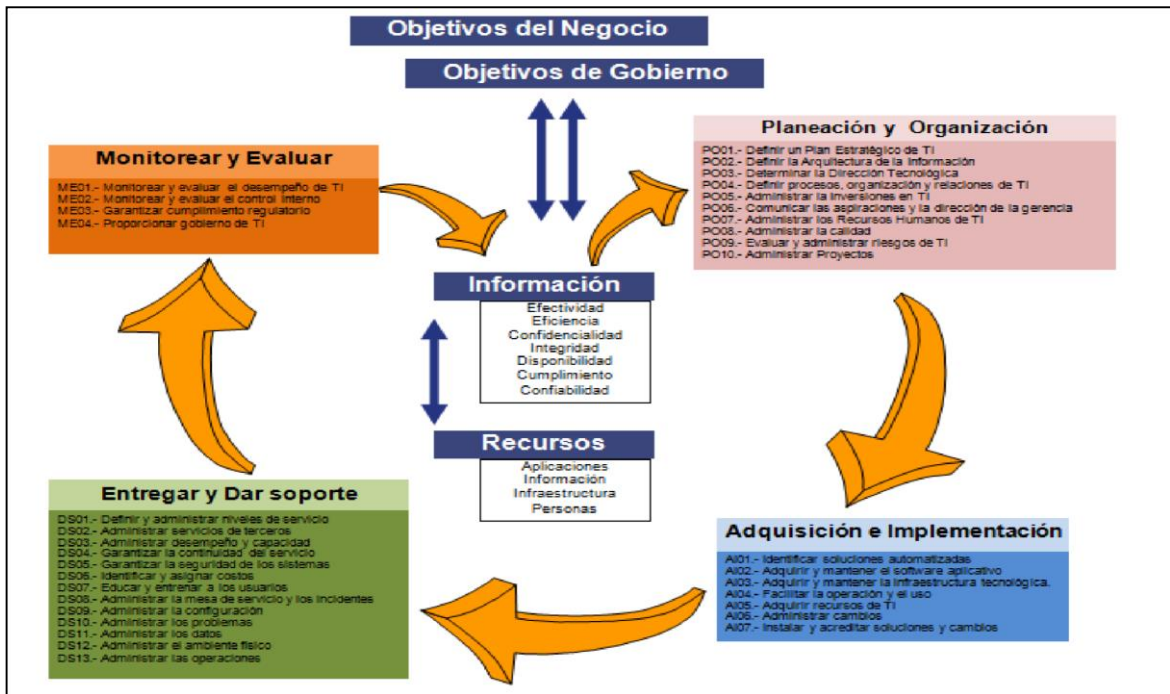 Objetivos del Negocio
Objetivos de Gobierno
Monitorear y Evaluar
ME01.- Monitorear y evaluar el desempeño de TI
ME02.- Monitorear y evaluar el control interno
ME03.- Garantizar cumplimiento regulatorio
ME04.- Proporcionar gobierno de TI
Planeación y Organización
PO01.- Definir un Plan Estratégico de TI
PO02.- Definir la Arquitectura de la Información
PO03.- Determinar la Dirección Tecnológica
PO04.- Definir procesos, organización y relaciones de TI
PO05.- Administrar la Inversiones en TI
PO06.- Comunicar las aspiraciones y la dirección de la gerencia
PO07.- Administrar los Recursos Humanos de TI
PO08.- Administrar la calidad
PO09.- Evaluar y administrar riesgos de TI
PO10.- Administrar Proyectos
Información
Efectividad
Eficiencia
Confidencialidad
Integridad
Disponibilidad
Cumplimiento
Confiabilidad
Recursos
Aplicaciones
Información
Infraestructura
Personas
Entregar y Dar soporte
DS01.- Definir y administrar niveles de servicio
DS02.- Administrar servicios de terceros
DS03.- Administrar desempeño y capacidad
DS04.- Garantizar la continuidad del servicio
DS05.- Garantizar la seguridad de los sistemas
DS06.- Identificar y asignar costos
DS07.- Educar y entrenar a los usuarios
DS08.- Administrar la mesa de servicio y los incidentes
DS09.- Administrar la configuración
DS10.- Administrar los problemas
DS11.- Administrar los datos
DS12.- Administrar el ambiente físico
DS13.- Administrar las operaciones
Adquisición e Implementación
AI01.- Identificar soluciones automatizadas
AI02.- Adquirir y mantener el software aplicativo
AI03.- Adquirir y mantener la infraestructura tecnológica.
AI04.- Facilitar la operación y el uso
AI05.- Adquirir recursos de TI
AI06.- Administrar cambios
AI07.- Instalar y acreditar soluciones y cambios